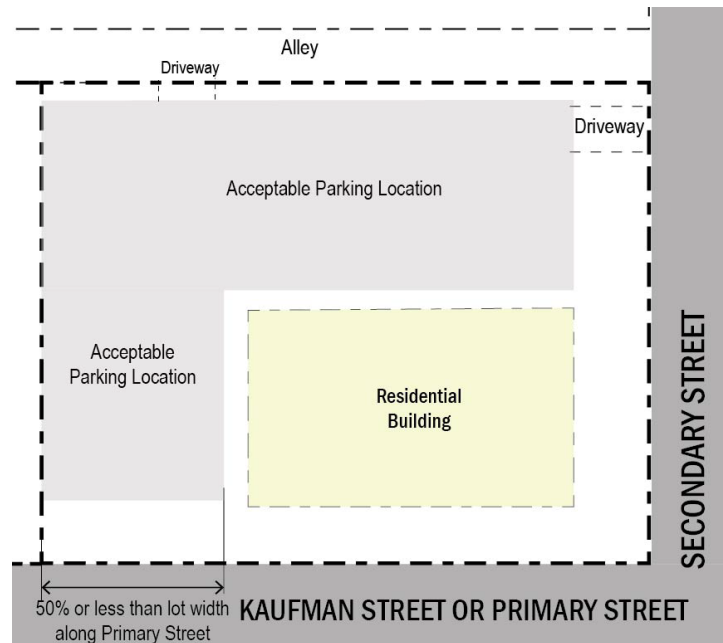 Alley
Driveway
Driveway
Acceptable Parking Location
Acceptable
Parking Location
Residential
Building
SECONDARY STREET
50% or less than lot width
along Primary Street
KAUFMAN STREET OR PRIMARY STREET